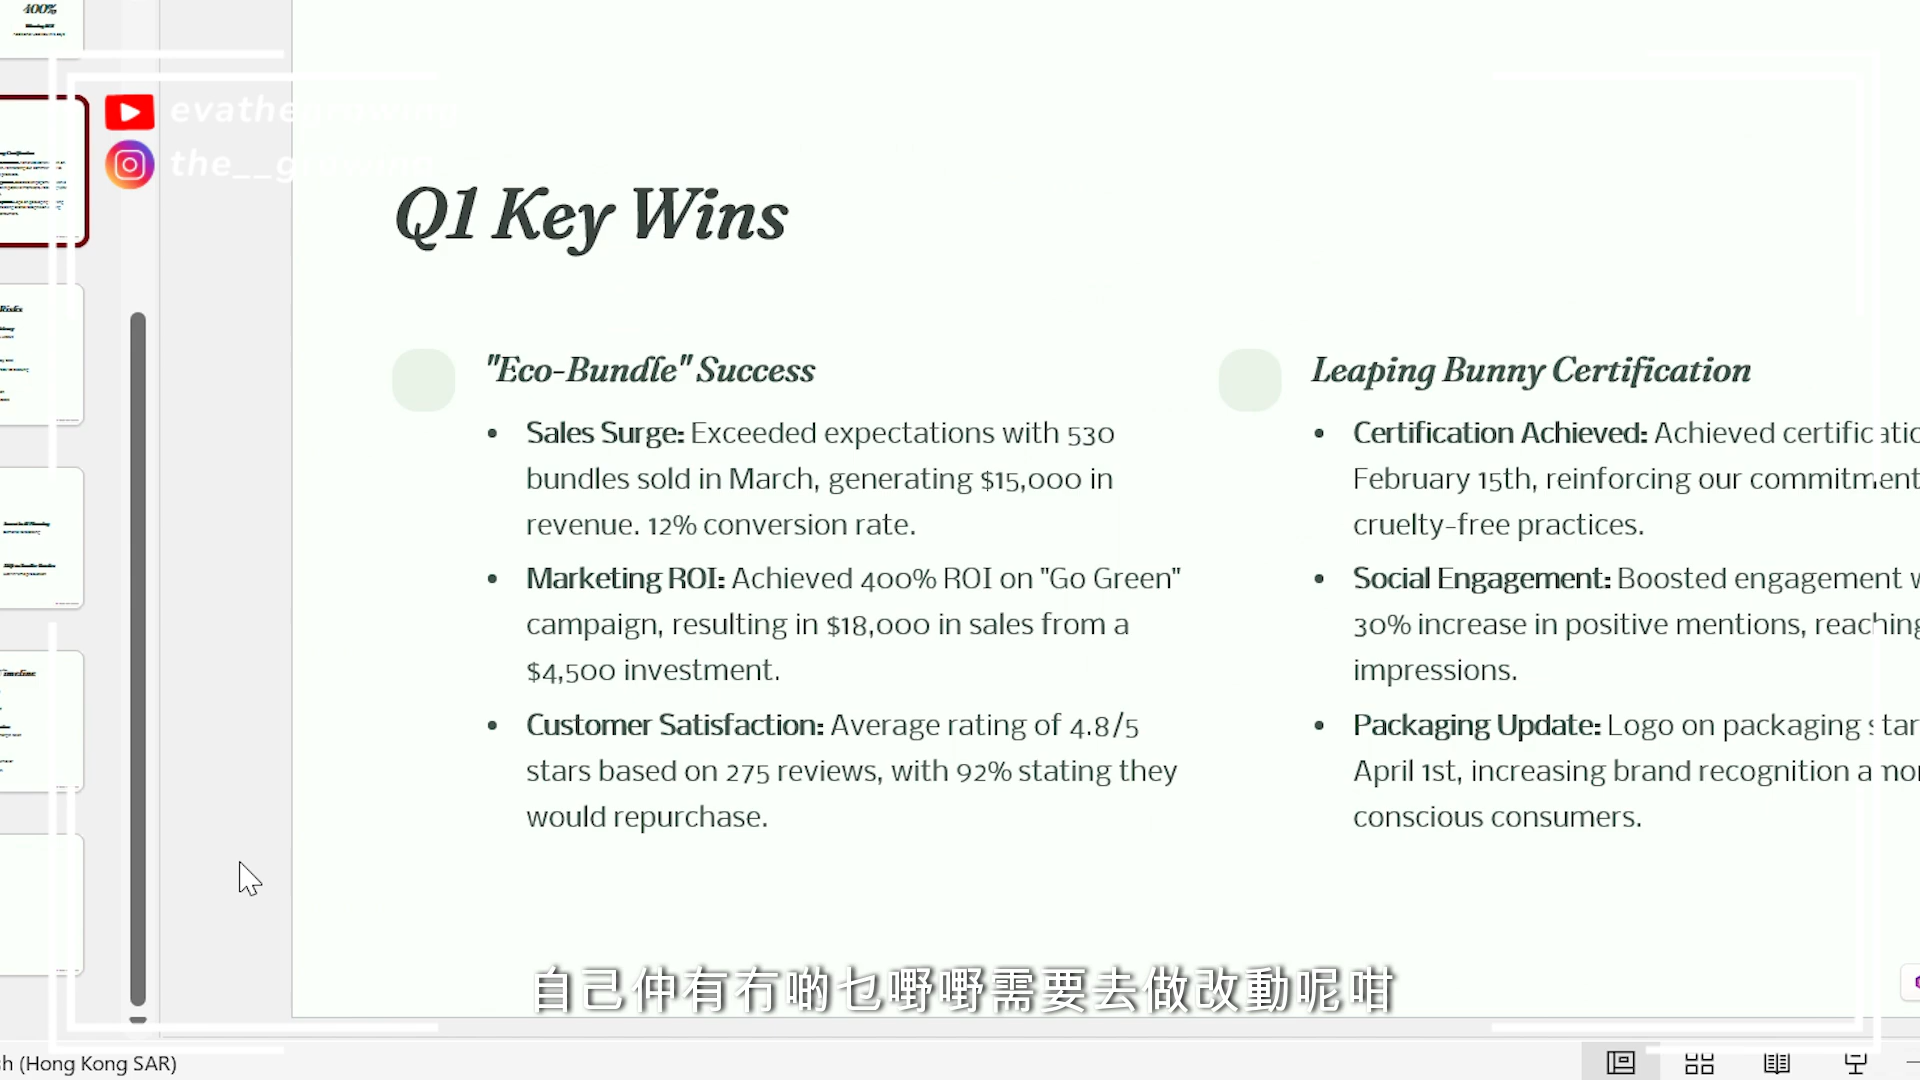 400%
evathegrowing
the__growing
Q1 Key Wins
"Eco-Bundle" Success
• Sales Surge: Exceeded expectations with 530
bundles sold in March, generating $15,000 in
revenue. 12% conversion rate.
• Marketing ROI: Achieved 400% ROI on "Go Green"
campaign, resulting in $18,000 in sales from a
$4,500 investment.
• Customer Satisfaction: Average rating of 4.8/5
stars based on 275 reviews, with 92% stating they
would repurchase.
Leaping Bunny Certification
• Certification Achieved: Achieved
February 15th, reinforcing our commitment
cruelty-free practices.
• Social Engagement: Boosted engagement
30% increase in positive mentions, reaching
impressions.
• Packaging Update: Logo on packaging
April 1st, increasing brand recognition
conscious consumers.
自己仲有冇啲乜嘢嘢需要去做改動呢咁
(Hong Kong SAR)